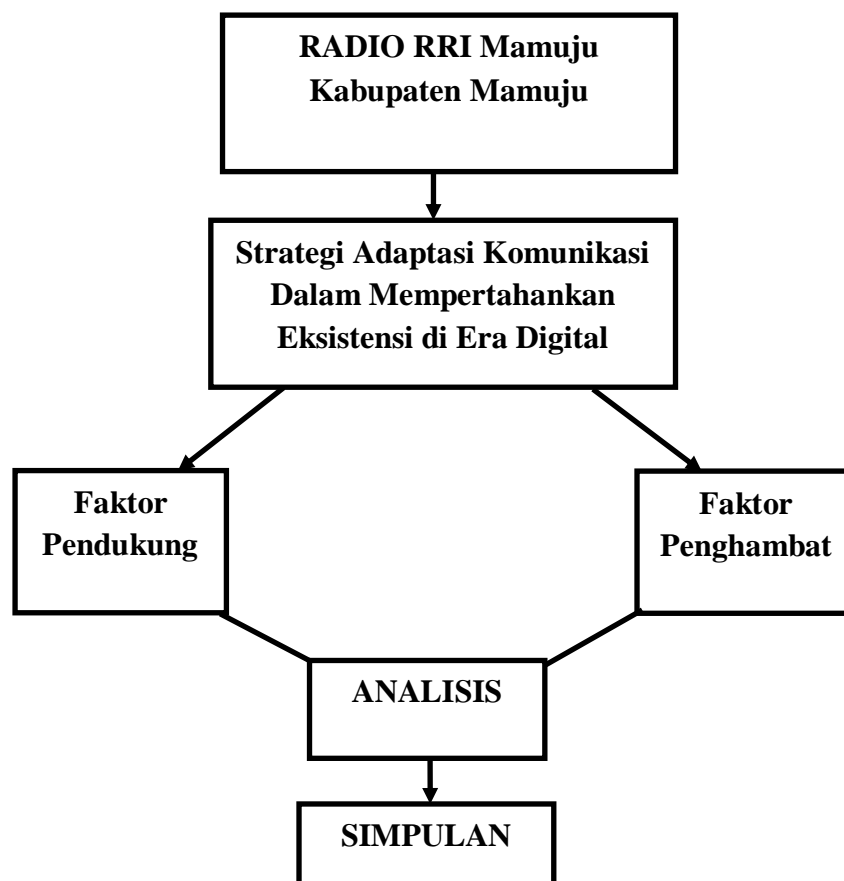 RADIO RRI Mamuju
Kabupaten Mamuju
Strategi Adaptasi Komunikasi
Dalam Mempertahankan
Eksistensi di Era Digital
Faktor
Pendukung
Faktor
Penghambat
ANALISIS
SIMPULAN